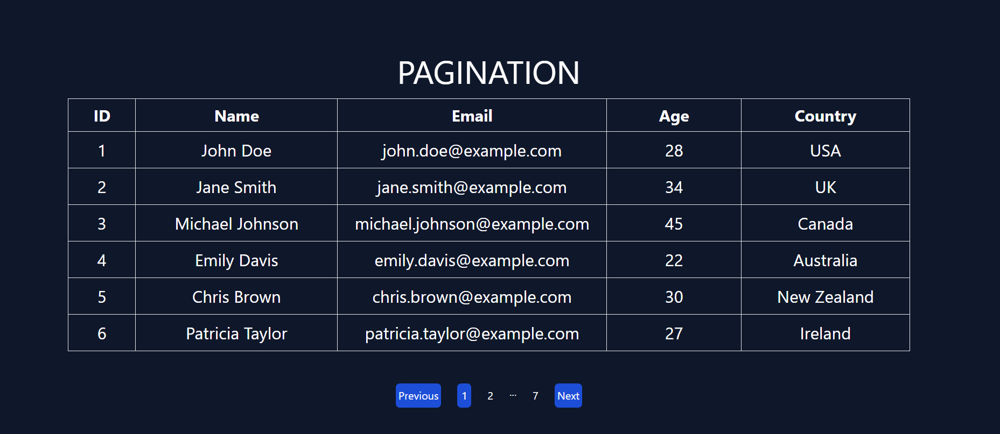 PAGINATION
ID Name Email Age Country
1 John Doe john.doe@example.com 28 USA
2 Jane Smith jane.smith@example.com 34 UK
3 Michael Johnson michael.johnson@example.com 45 Canada
4 Emily Davis emily.davis@example.com 22 Australia
5 Chris Brown chris.brown@example.com 30 New Zealand
6 Patricia Taylor patricia.taylor@example.com 27 Ireland
Previous 1 2 ... 7 Next